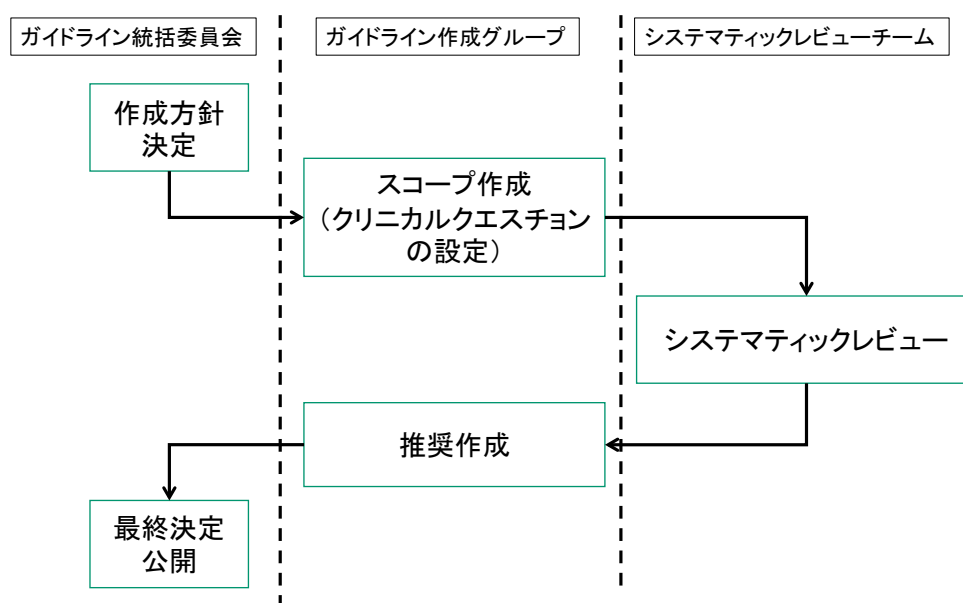 ガイドライン統括委員会
ガイドライン作成グループ
システマティックレビューチーム
作成方針
決定
スコープ作成
（クリニカルクエスチョン
の設定）
システマティックレビュー
推奨作成
最終決定
公開